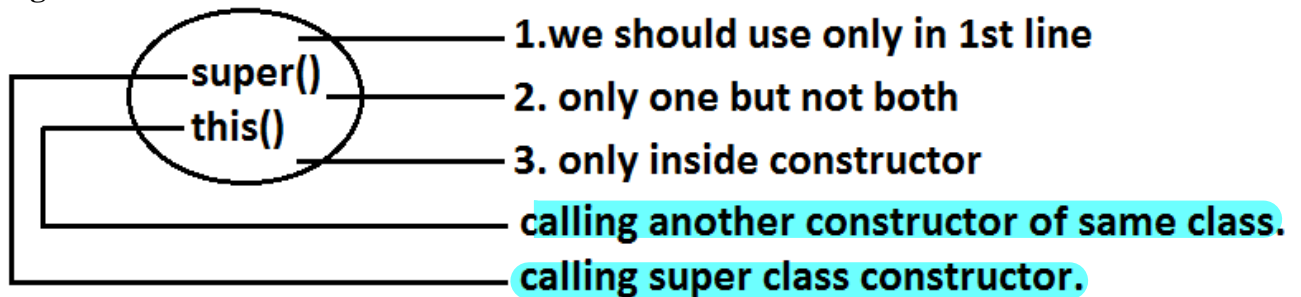 1.we should use only in 1st line
super()
2. only one but not both
this()
3. only inside constructor
calling another constructor of same class.
calling super class constructor.